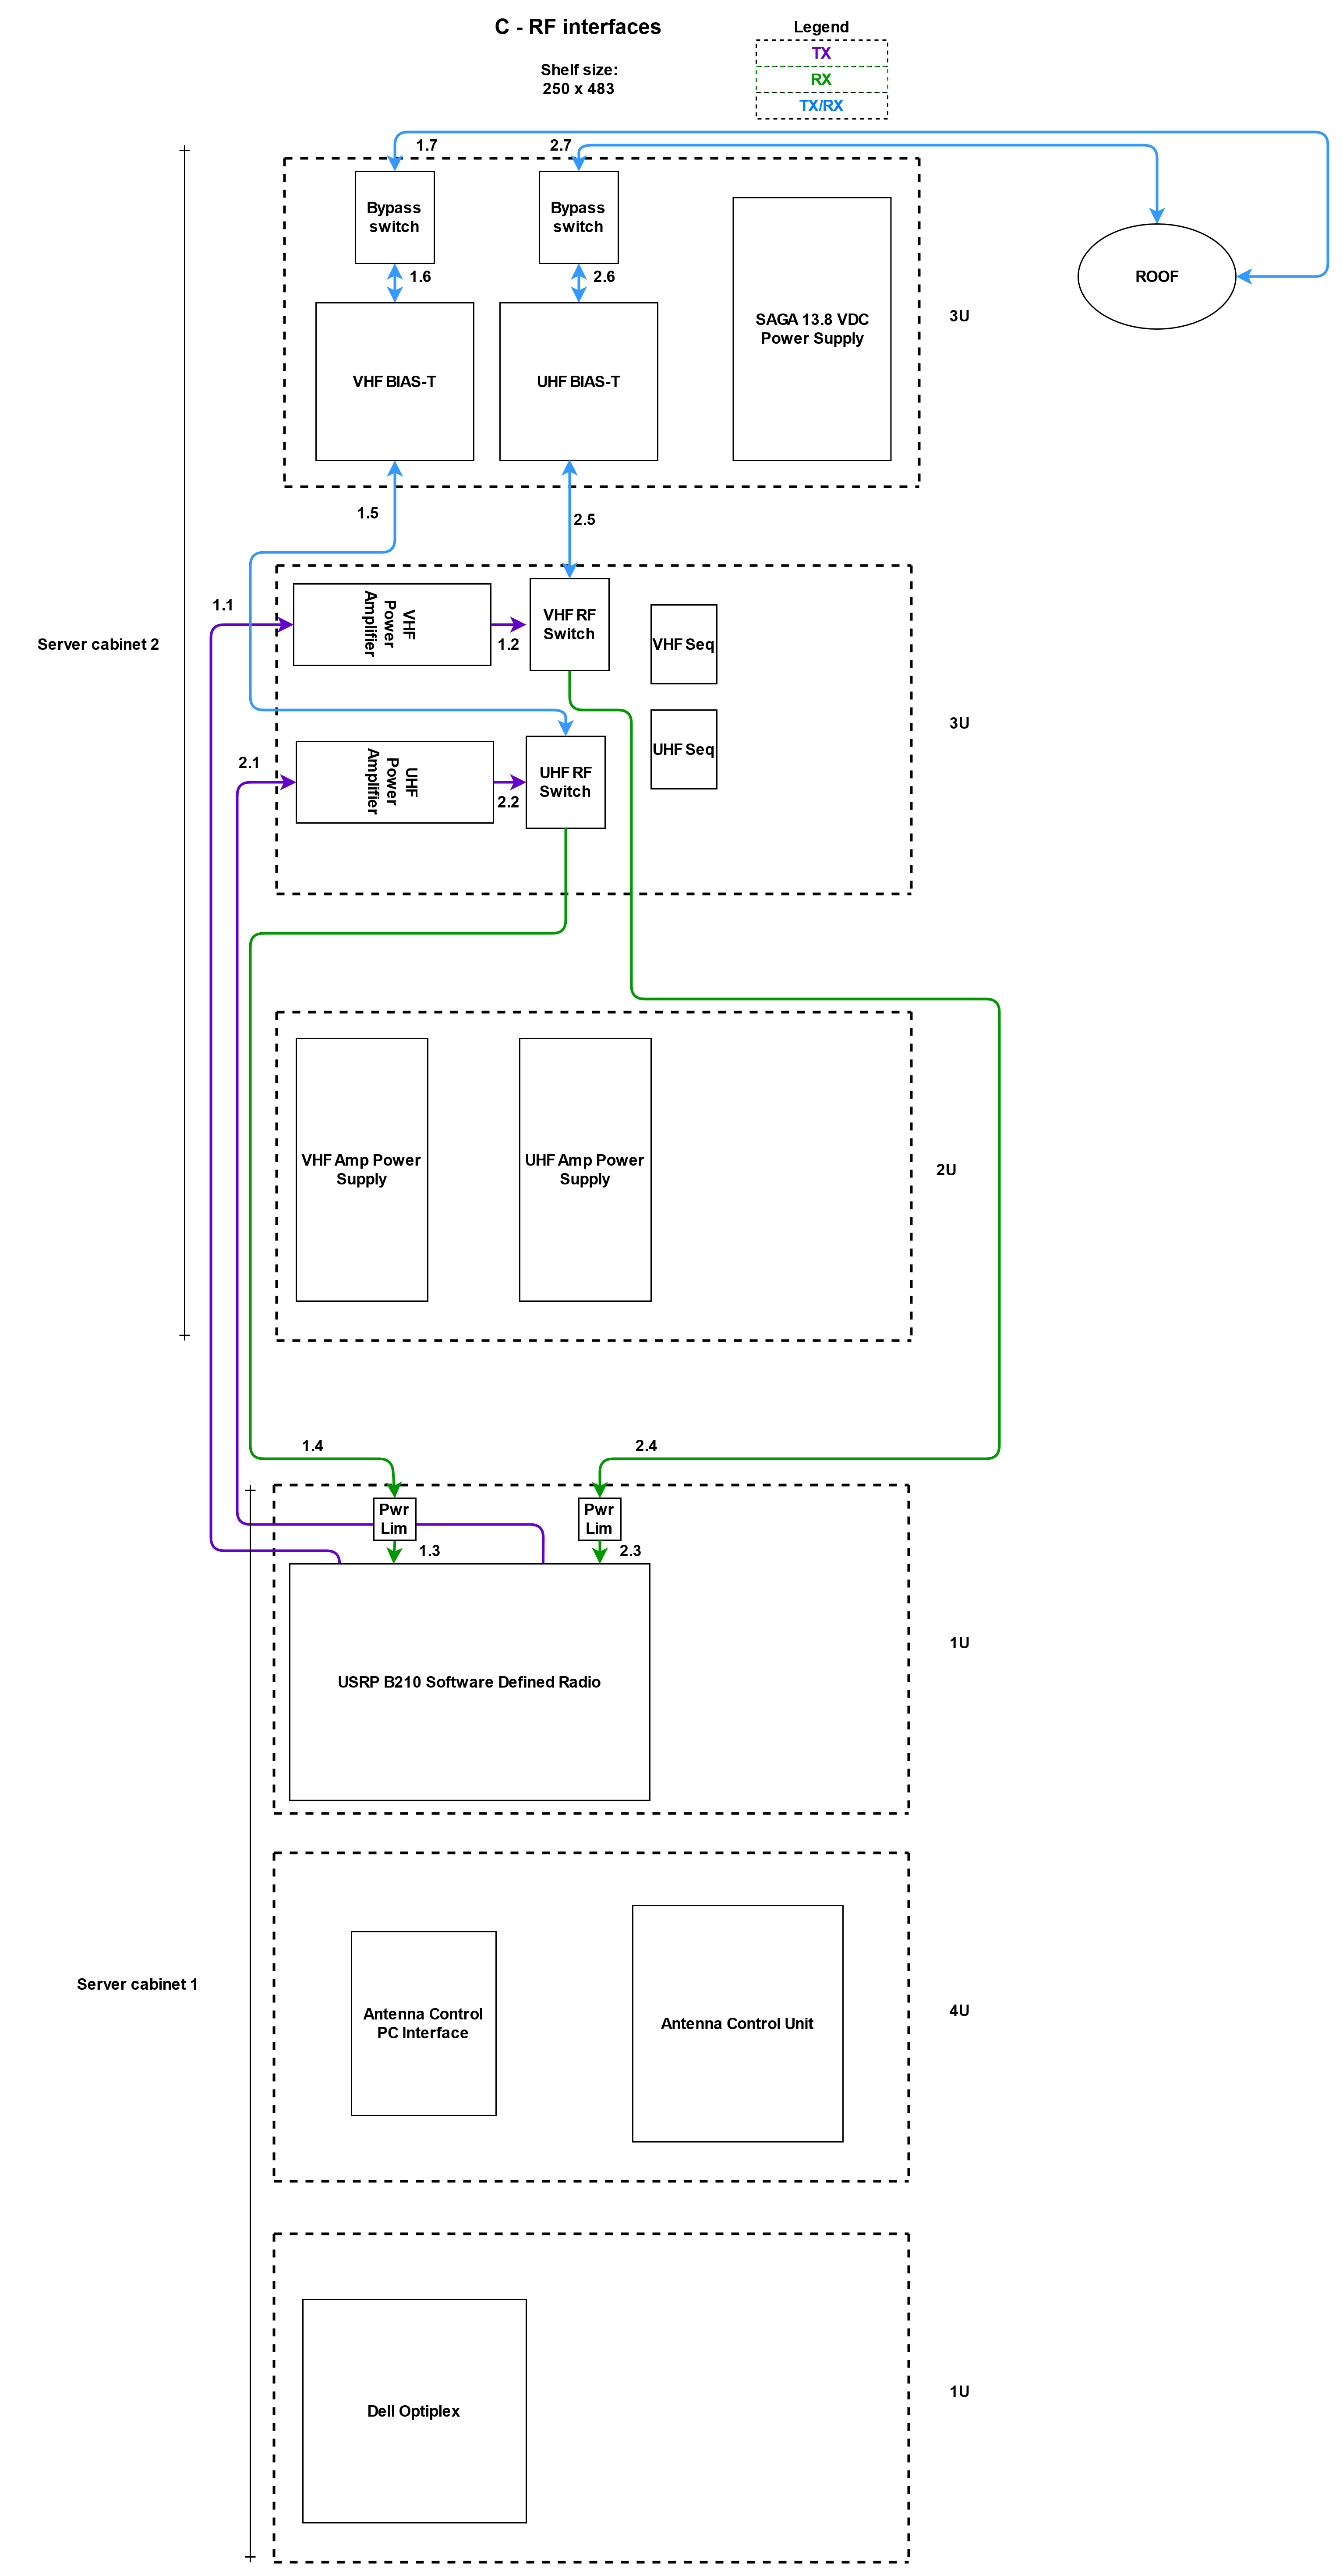 C - RF interfaces
Legend
TX
RX
TX/RX
Shelf size:
250 x 483
1.7
2.7
Bypass
switch
Bypass
switch
1.6
2.6
ROOF
SAGA 13.8 VDC
Power Supply
3U
VHF BIAS-T
UHF BIAS-T
1.5
2.5
1.1
VHF
Power
Amplifier
1.2
VHF RF
Switch
VHF Seq
Server cabinet 2
3U
2.1
UHF
Power
Amplifier
2.2
UHF RF
Switch
UHF Seq
VHF Amp Power
Supply
UHF Amp Power
Supply
2U
1.4
2.4
Pwr
Lim
Pwr
Lim
1.3
2.3
1U
USRP B210 Software Defined Radio
Server cabinet 1
Antenna Control
PC Interface
Antenna Control Unit
4U
Dell Optiplex
1U